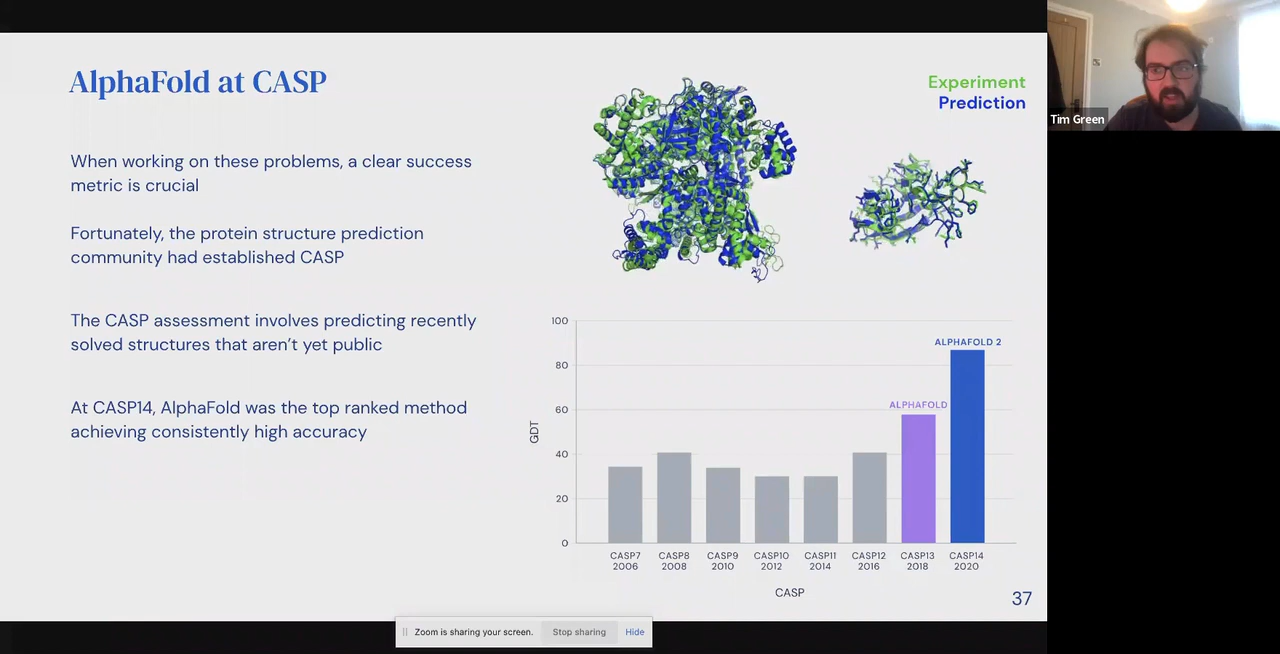 AlphaFold at CASP
When working on these problems, a clear success
metric is crucial
Fortunately, the protein structure prediction
community had established CASP
The CASP assessment involves predicting recently
solved structures that aren’t yet public
At CASP14, AlphaFold was the top ranked method
achieving consistently high accuracy
Experiment
Prediction
Tim Green
100
80
60
40
20
0
GDT
ALPHAFOLD
ALPHAFOLD 2
CASP7 CASP8 CASP9 CASP10 CASP11 CASP12 CASP13 CASP14
2006 2008 2010 2012 2014 2016 2018 2020
CASP
37
Zoom is sharing your screen. Stop sharing Hide